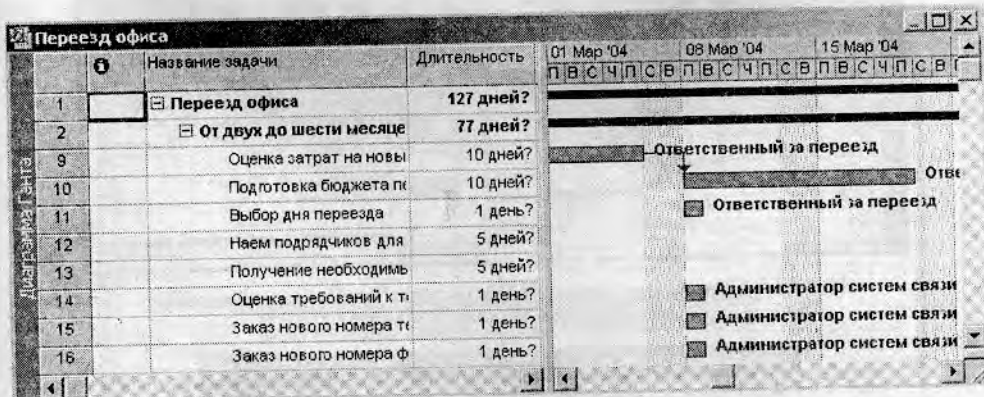 Переезд офиса
Название задачи Длительность 01 Мар '04 08 Мар '04 15 Мар '04
П В С Ч П С В П В С Ч П С В П В С Ч П С В П
1 Переезд офиса 127 дней?
2 От двух до шести месяце 77 дней?
9 Оценка затрат на новы 10 дней? Ответственный за переезд
10 Подготовка бюджета пе 10 дней? Отве
11 Выбор дня переезда 1 день? Ответственный за переезд
12 Наем подрядчиков для 5 дней?
13 Получение необходимь 5 дней?
14 Оценка требований к те 1 день? Администратор систем связи
15 Заказ нового номера те 1 день? Администратор систем связи
16 Заказ нового номера ф 1 день? Администратор систем связи